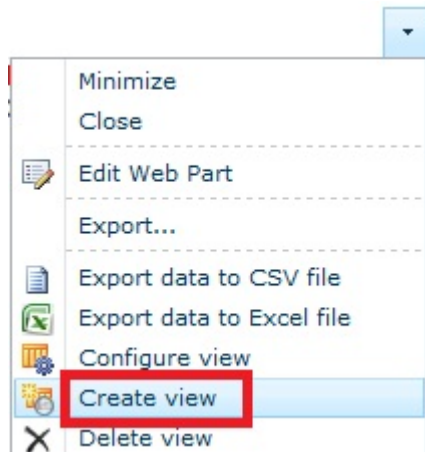 Minimize
Close
Edit Web Part
Export...
Export data to CSV file
Export data to Excel file
Configure view
Create view
Delete view